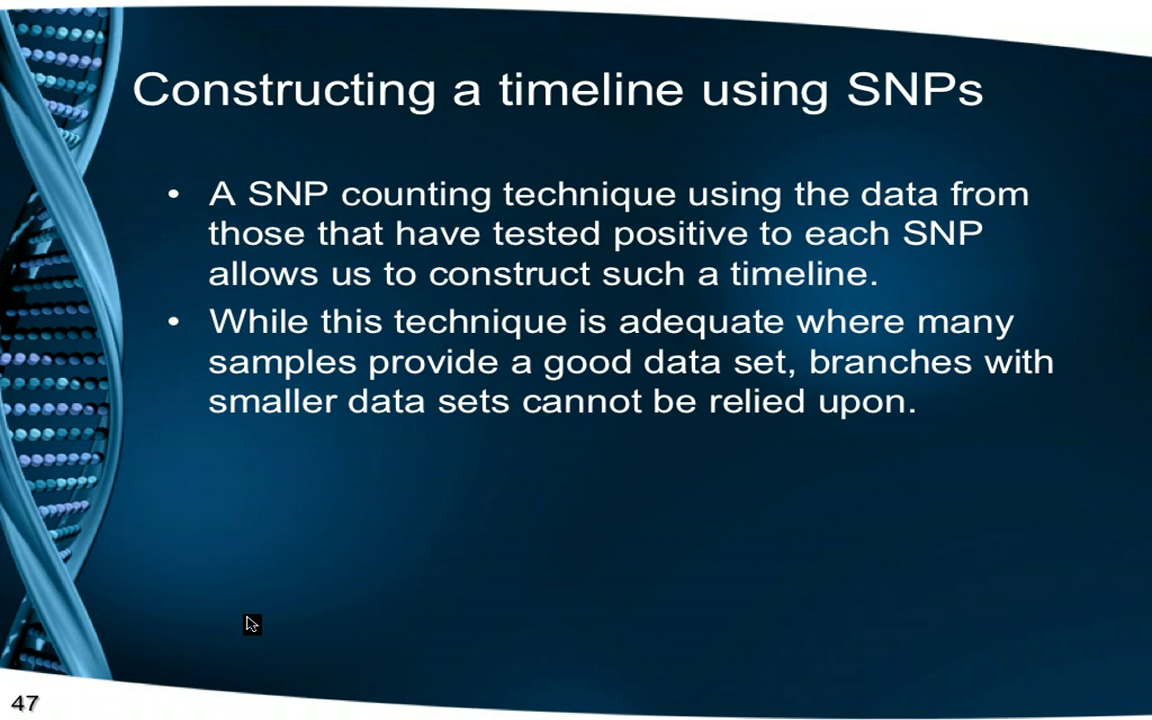 Constructing a timeline using SNPs
• A SNP counting technique using the data from
those that have tested positive to each SNP
allows us to construct such a timeline.
• While this technique is adequate where many
samples provide a good data set, branches with
smaller data sets cannot be relied upon.
47